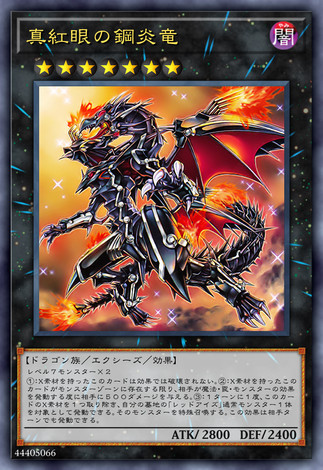 真紅眼の鋼炎竜
闇
やみ
【ドラゴン族/エクシーズ/効果】
レベル7モンスター×2
①:X素材を持ったこのカードは効果では破壊されない。②:X素材を持ったこの
カードがモンスターゾーンに存在する限り、相手が魔法・罠・モンスターの効果
を発動する度に相手に500ダメージを与える。③:1ターンに1度、このカード
のX素材を1つ取り除き、自分の墓地の「レッドアイズ」通常モンスター1体を
対象として発動できる。そのモンスターを特殊召喚する。この効果は相手ター
ンでも発動できる。
ATK/ 2800 DEF/2400
44405066